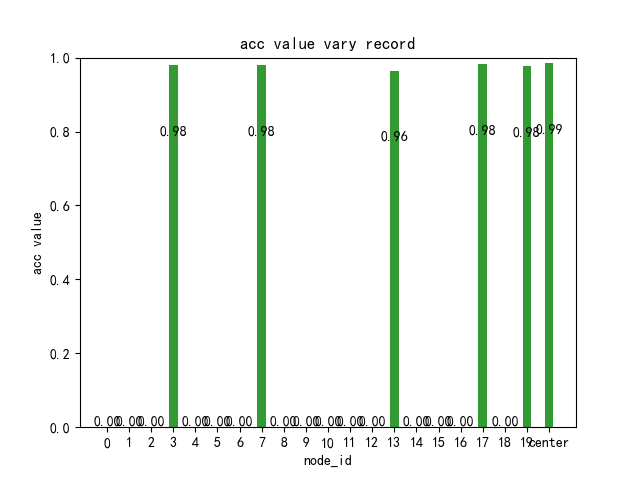 acc value vary record
acc value
1.0
0.8
0.6
0.4
0.2
0.0
0.00 0.00 0.00 0.98 0.00 0.00 0.00 0.98 0.00 0.00 0.00 0.00 0.00 0.96 0.00 0.00 0.00 0.98 0.00 0.98 0.99
0 1 2 3 4 5 6 7 8 9 10 11 12 13 14 15 16 17 18 19 center
node_id